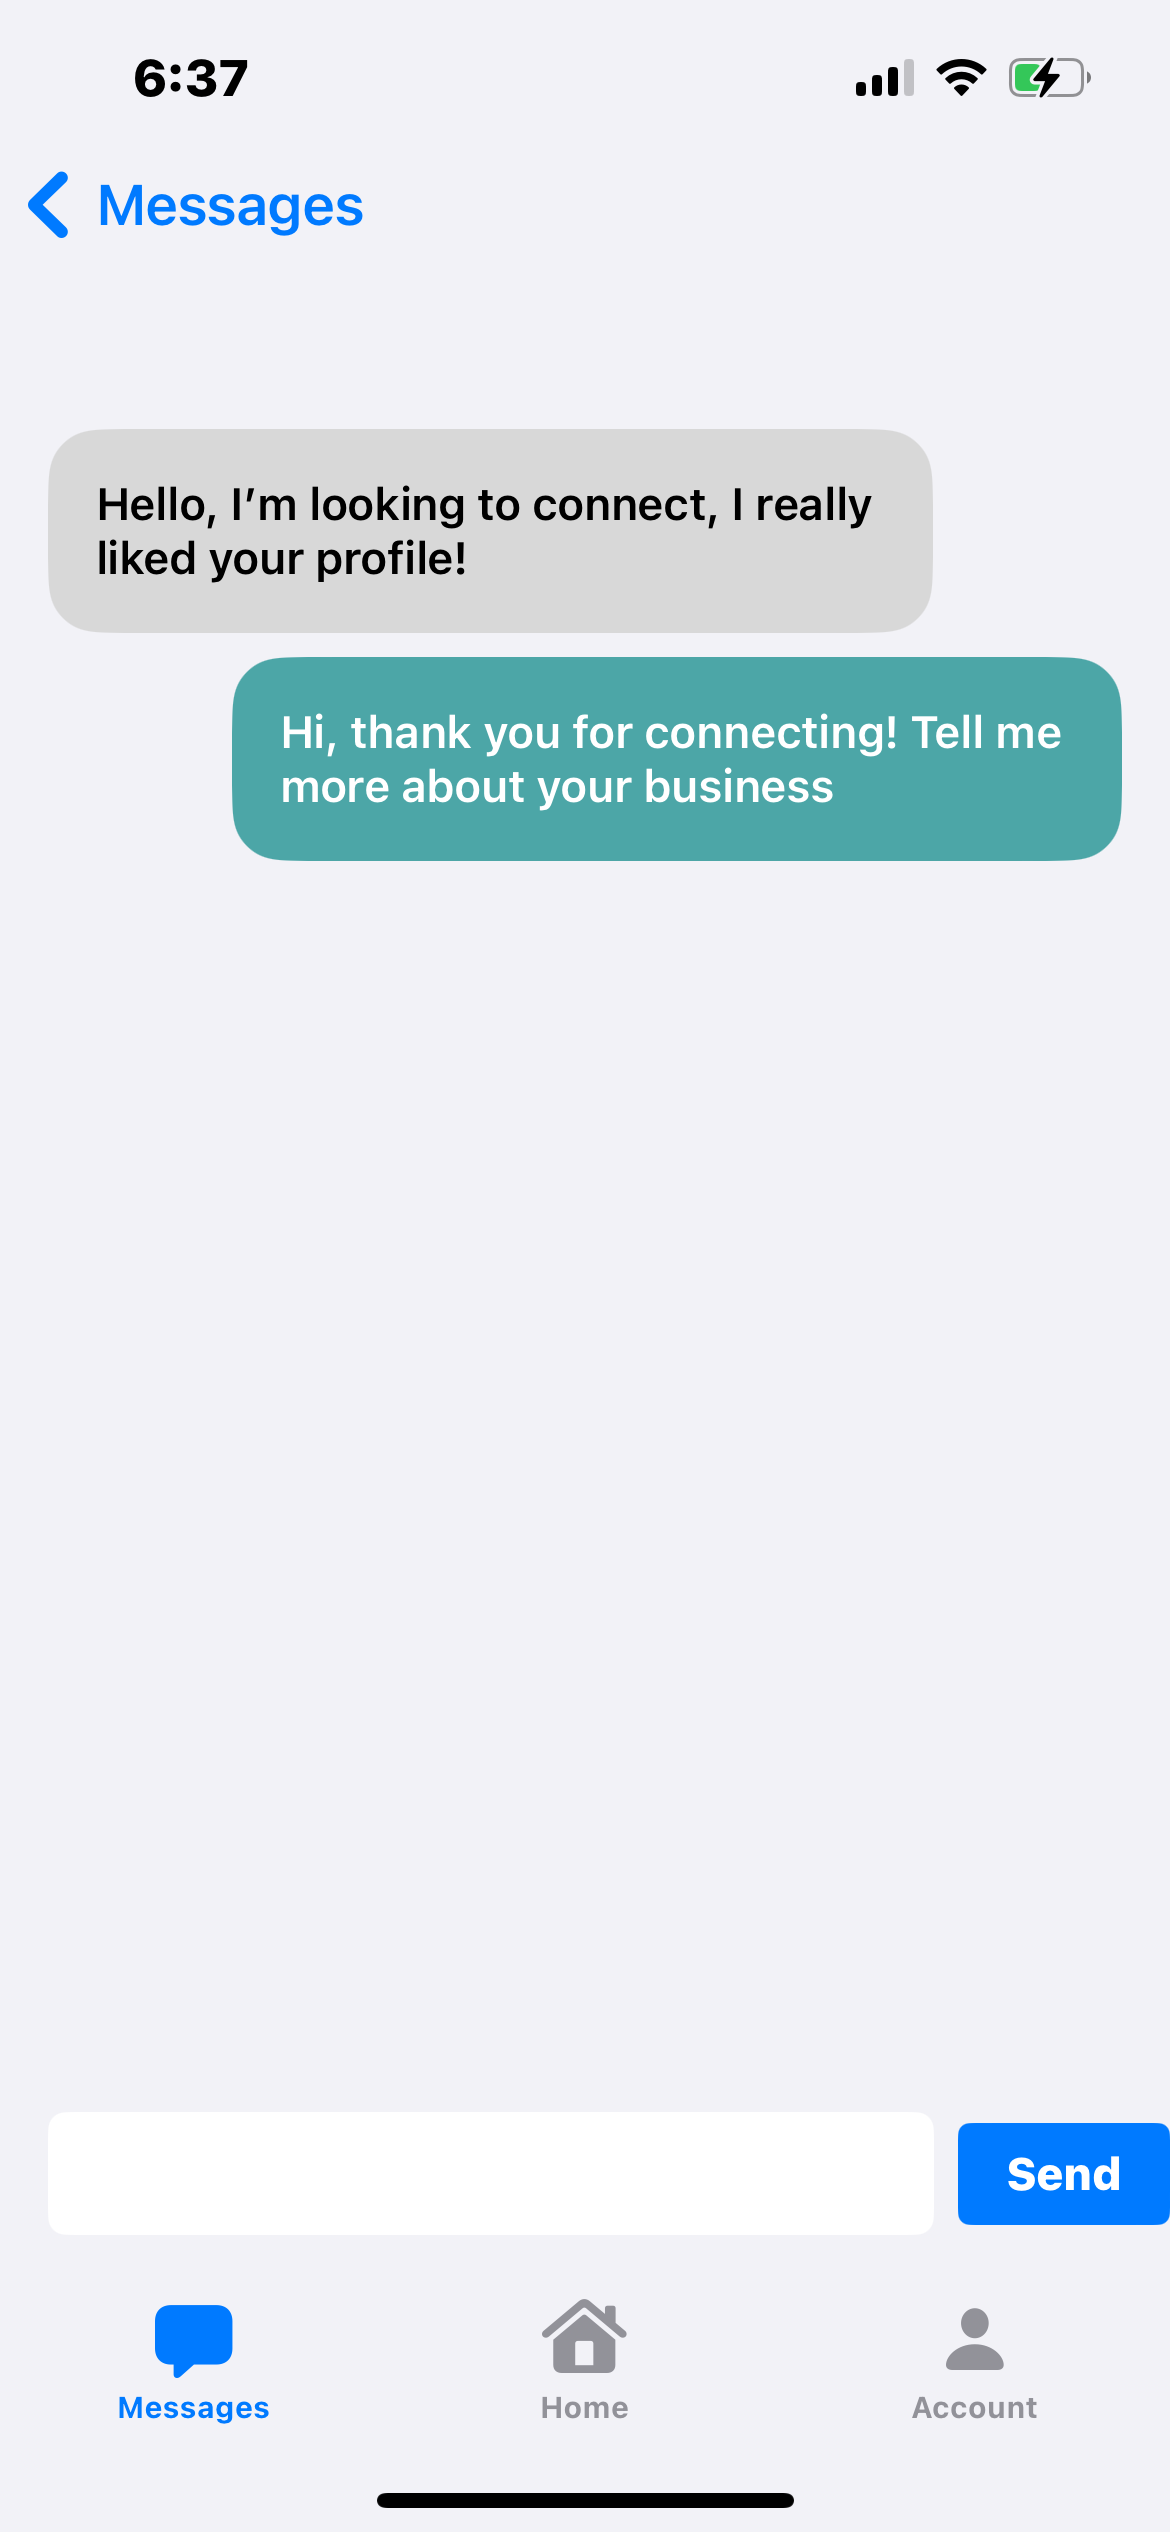 6:37
Messages
Hello, I’m looking to connect, I really
liked your profile!
Hi, thank you for connecting! Tell me
more about your business
Send
Messages
Home
Account